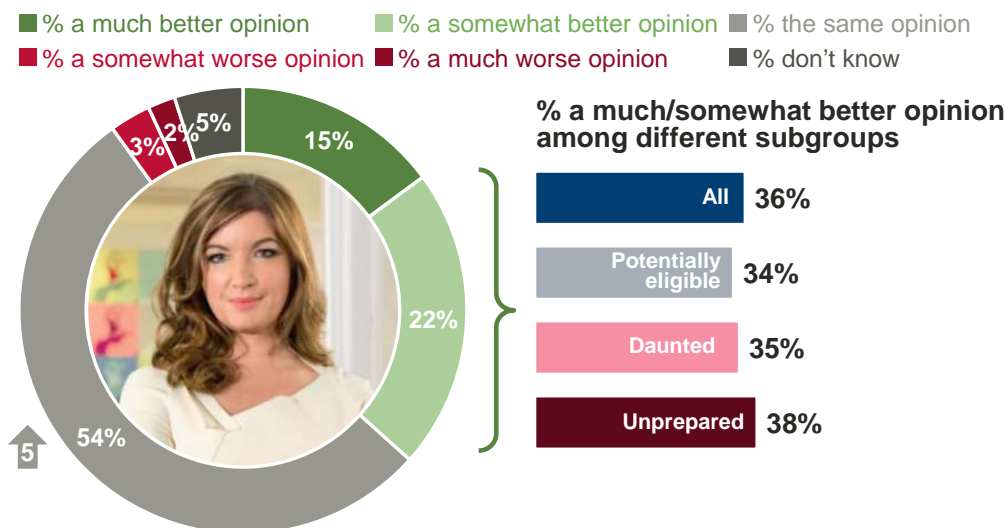 % a much better opinion
% a somewhat better opinion
% the same opinion
% a somewhat worse opinion
% a much worse opinion
% don't know
3%
2%
5%
15%
22%
54%
5
% a much/somewhat better opinion
among different subgroups
All 36%
Potentially
eligible 34%
Daunted 35%
Unprepared 38%